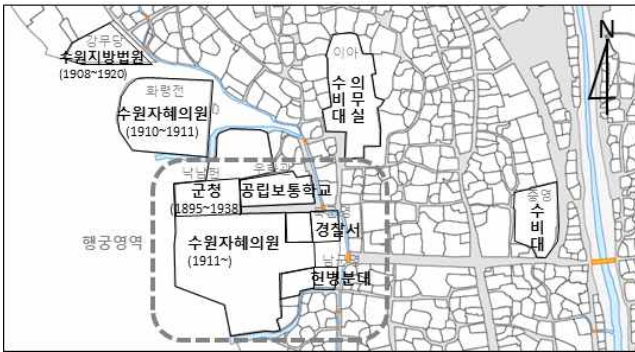 강무당
수원지방법원
(1908~1920)
N
이아
의무실
수비대
화령전
수원자혜의원
(1910~1911)
낙남헌
군청
(1895~1938)
공립보통학교
경찰서
중영
수비대
행궁영역
수원자혜의원
(1911~)
헌병분대